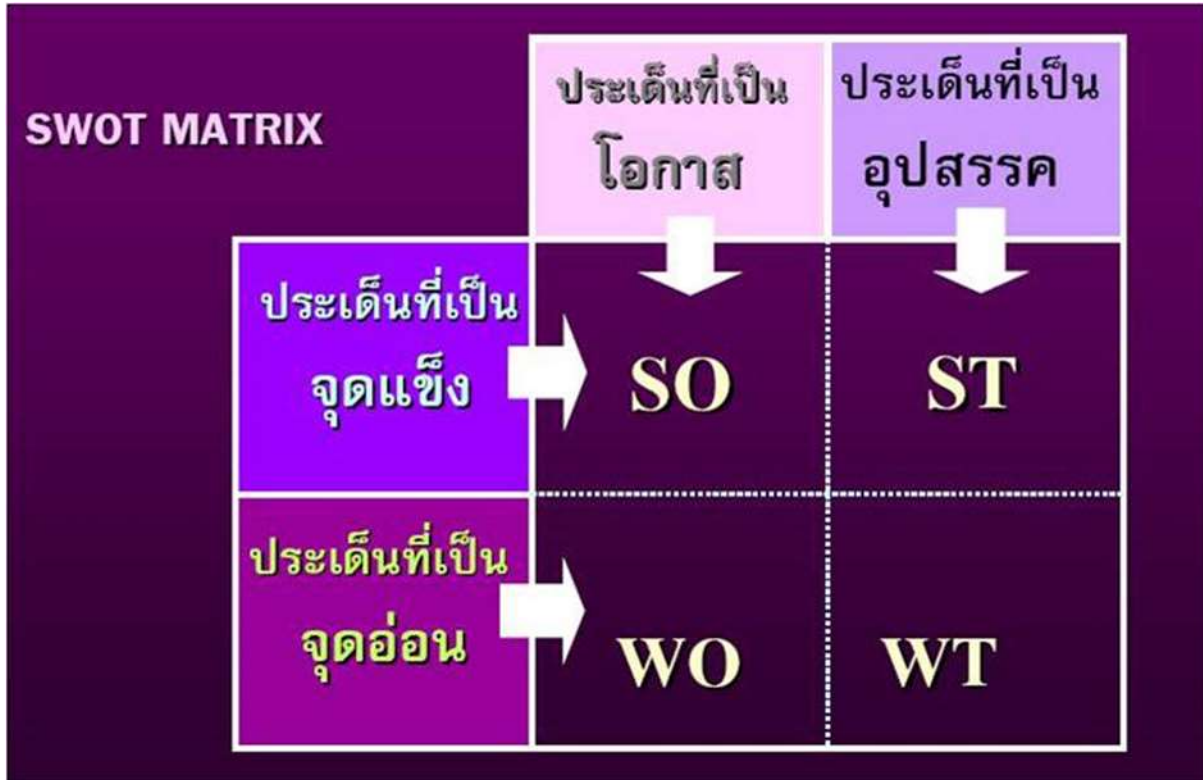 SWOT MATRIX
ประเด็นที่เป็น
โอกาส
ประเด็นที่เป็น
อุปสรรค
ประเด็นที่เป็น
จุดแข็ง
SO
ST
ประเด็นที่เป็น
จุดอ่อน
WO
WT